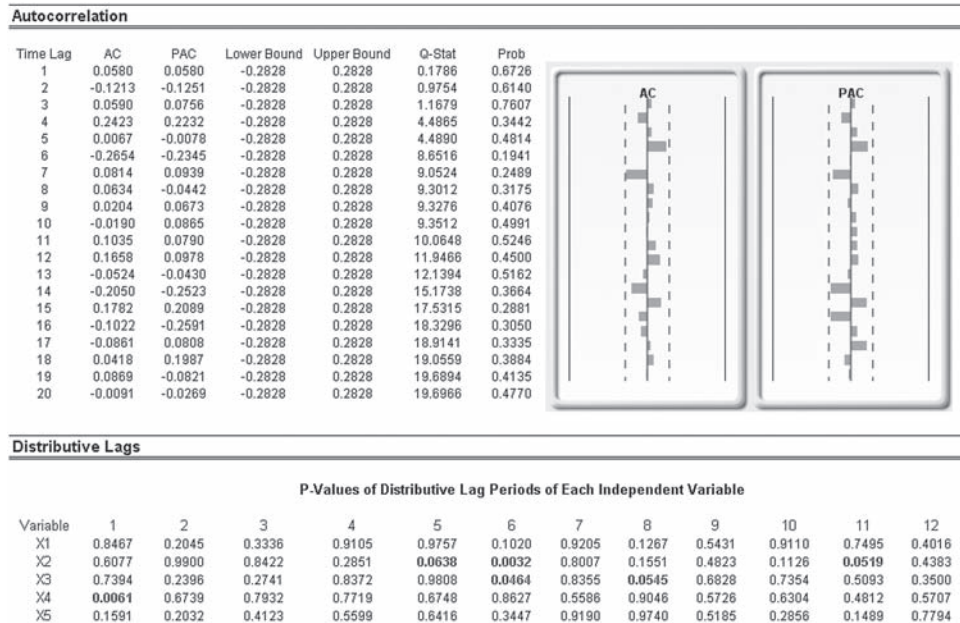 Autocorrelation
Time Lag AC PAC Lower Bound Upper Bound Q-Stat Prob
1 0.0580 0.0580 -0.2828 0.2828 0.1786 0.6726
2 -0.1213 -0.1251 -0.2828 0.2828 0.9754 0.6140
3 0.0590 0.0756 -0.2828 0.2828 1.1679 0.7607
4 0.2423 0.2232 -0.2828 0.2828 4.4865 0.3442
5 0.0067 -0.0078 -0.2828 0.2828 4.4890 0.4814
6 -0.2654 -0.2345 -0.2828 0.2828 8.6516 0.1941
7 0.0814 0.0939 -0.2828 0.2828 9.0524 0.2489
8 0.0634 -0.0442 -0.2828 0.2828 9.3012 0.3175
9 0.0204 0.0673 -0.2828 0.2828 9.3276 0.4076
10 -0.0190 0.0865 -0.2828 0.2828 9.3512 0.4991
11 0.1035 0.0790 -0.2828 0.2828 10.0648 0.5246
12 0.1658 0.0978 -0.2828 0.2828 11.9466 0.4500
13 -0.0524 -0.0430 -0.2828 0.2828 12.1394 0.5162
14 -0.2050 -0.2523 -0.2828 0.2828 15.1738 0.3664
15 0.1782 0.2089 -0.2828 0.2828 17.5315 0.2881
16 -0.1022 -0.2591 -0.2828 0.2828 18.3296 0.3050
17 -0.0861 0.0808 -0.2828 0.2828 18.9141 0.3335
18 0.0418 0.1987 -0.2828 0.2828 19.0559 0.3884
19 0.0869 -0.0821 -0.2828 0.2828 19.6894 0.4135
20 -0.0091 -0.0269 -0.2828 0.2828 19.6966 0.4770
AC
PAC
Distributive Lags
P-Values of Distributive Lag Periods of Each Independent Variable
Variable 1 2 3 4 5 6 7 8 9 10 11 12
X1 0.8467 0.2045 0.3336 0.9105 0.9757 0.1020 0.9205 0.1267 0.5431 0.9110 0.7495 0.4016
X2 0.6077 0.9900 0.8422 0.2851 0.0638 0.0032 0.8007 0.1551 0.4823 0.1126 0.0519 0.4383
X3 0.7394 0.2396 0.2741 0.8372 0.9808 0.0464 0.8355 0.0545 0.6828 0.7354 0.5093 0.3500
X4 0.0061 0.6739 0.7932 0.7719 0.6748 0.8627 0.5586 0.9046 0.5726 0.6304 0.4812 0.5707
X5 0.1591 0.2032 0.4123 0.5599 0.6416 0.3447 0.9190 0.9740 0.5185 0.2856 0.1489 0.7794